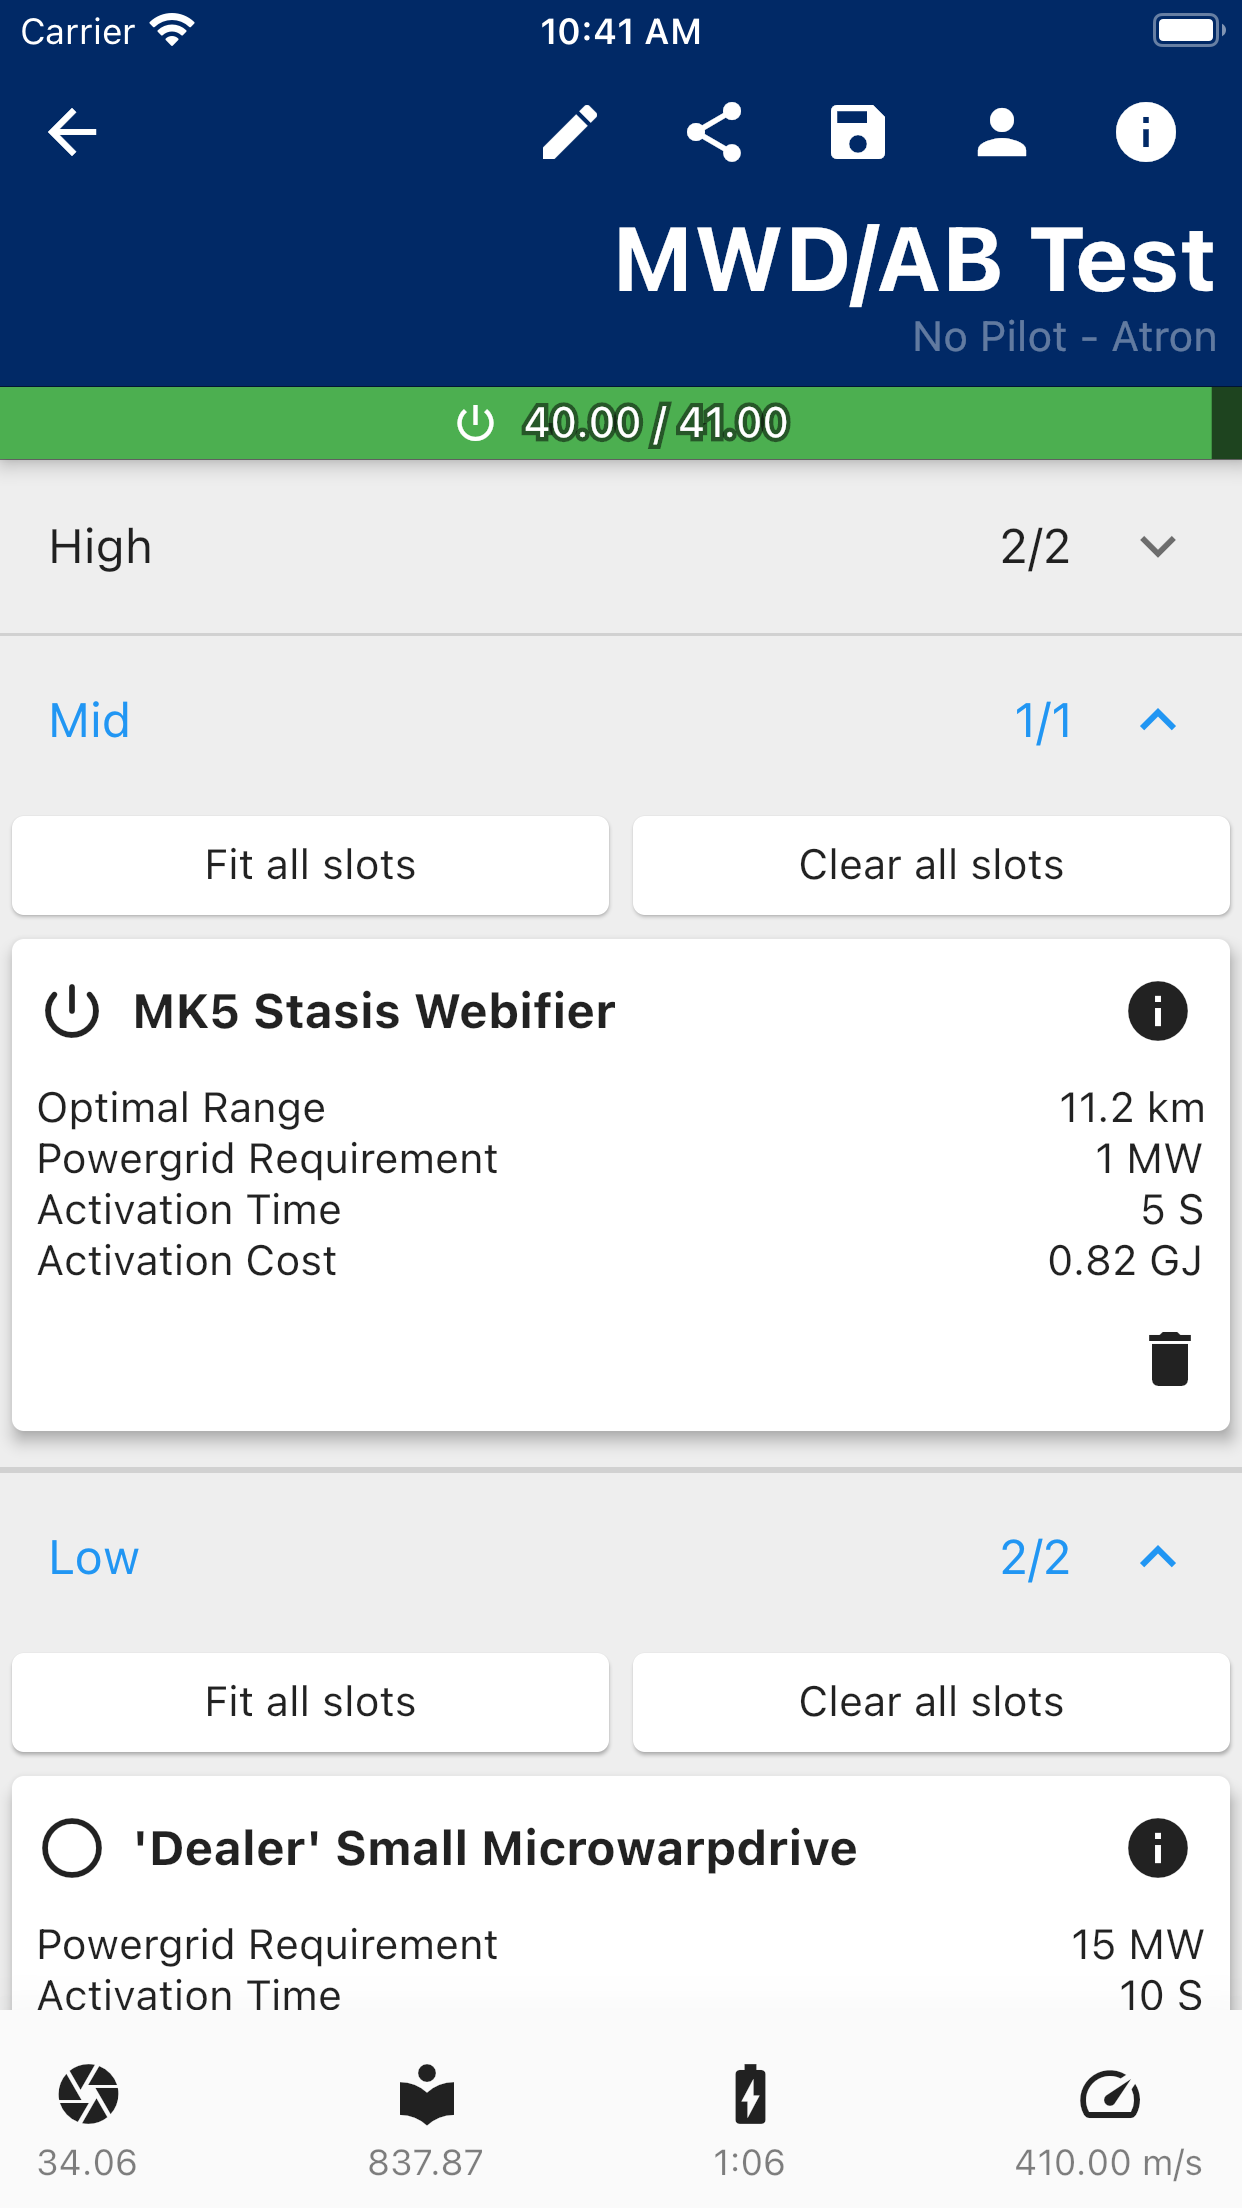 Carrier 10:41 AM
MWD/AB Test
No Pilot - Atron
40.00 / 41.00
High 2/2
Mid 1/1
Fit all slots Clear all slots
MK5 Stasis Webifier
Optimal Range 11.2 km
Powergrid Requirement 1 MW
Activation Time 5 S
Activation Cost 0.82 GJ
Low 2/2
Fit all slots Clear all slots
'Dealer' Small Microwarpdrive
Powergrid Requirement 15 MW
Activation Time 10 S
34.06 837.87 1:06 410.00 m/s